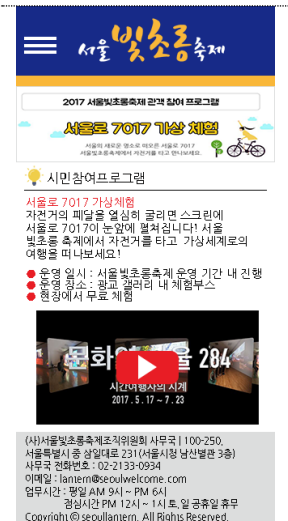 서울 빛초롱축제
2017 서울빛초롱축제 관객 참여 프로그램
서울로 7017 가상 체험
서울의 새로운 명소로 떠오른 서울로 7017
서울빛초롱축제에서 자전거를 타고 만나보세요.
시민참여프로그램
서울로 7017 가상체험
자전거의 페달을 열심히 굴리면 스크린에
서울로 7017이 눈앞에 펼쳐집니다! 서울
빛초롱 축제에서 자전거를 타고 가상세계로의
여행을 떠나보세요!
운영 일시 : 서울빛초롱축제 운영 기간 내 진행
운영 장소 : 광교 갤러리 내 체험부스
현장에서 무료 체험
문화역서울 284
시간여행자의 시계
2017. 5. 17 ~ 7. 23
(사)서울빛초롱축제조직위원회 사무국 | 100-250,
서울특별시 중 삼일대로 231(서울시청 남산별관 3층)
사무국 전화번호 : 02-2133-0934
이메일 : lantern@seoulwelcome.com
업무시간 : 평일 AM 9시 ~ PM 6시
점심시간 PM 12시 ~ 1시 토,일 공휴일 휴무
Copyright © seoullantern. All Rights Reserved.